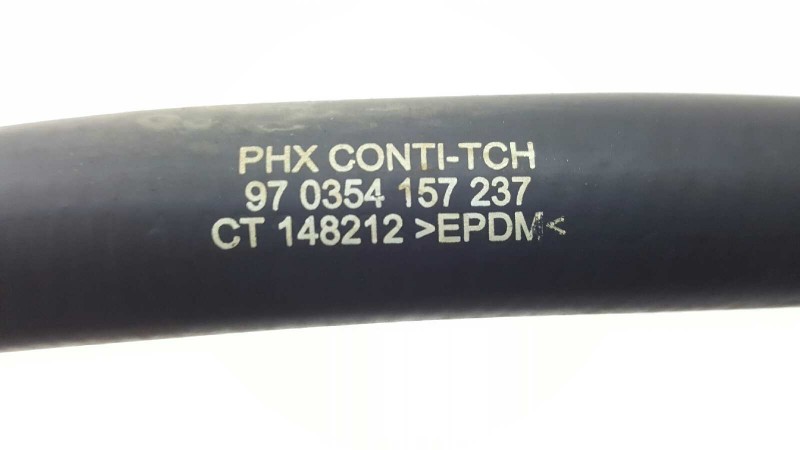 PHX CONTI-TCH
97 0354 157 237
CT 148212 >EPDM<